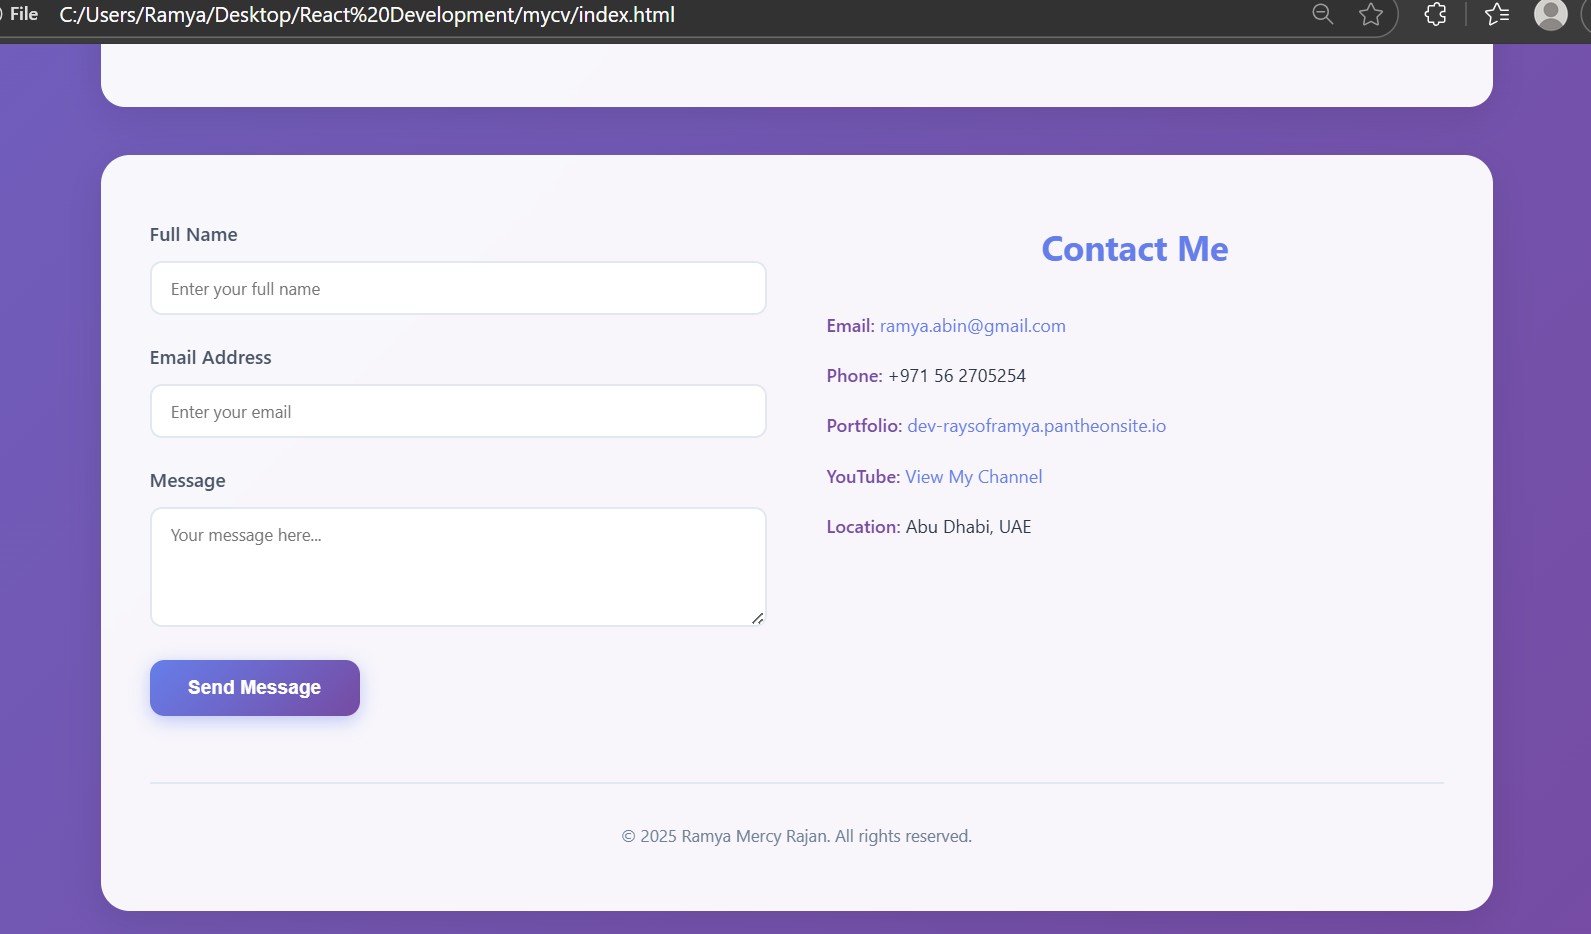 File C:/Users/Ramya/Desktop/React%20Development/mycv/index.html
Full Name
Enter your full name
Email Address
Enter your email
Message
Your message here...
Send Message
Contact Me
Email: ramya.abin@gmail.com
Phone: +971 56 2705254
Portfolio: dev-raysoframya.pantheonsite.io
YouTube: View My Channel
Location: Abu Dhabi, UAE
© 2025 Ramya Mercy Rajan. All rights reserved.